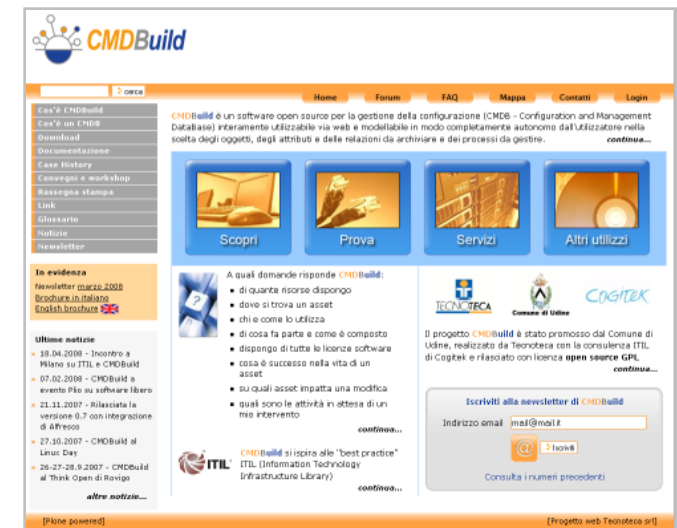 CMDBuild
cerca
Home Forum FAQ Mappa Contatti Login
Cos'è CMDBuild
Cos'è un CMDB
Download
Documentazione
Case History
Convegni e workshop
Rassegna stampa
Link
Glossario
Notizie
Newsletter
In evidenza
Newsletter marzo 2008
Brochure in italiano
English brochure
Ultime notizie
18.04.2008 - Incontro a
Milano su ITIL e CMDBuild
07.02.2008 - CMDBuild a
evento Plio su software libero
21.11.2007 - Rilasciata la
versione 0.7 con integrazione
di Alfresco
27.10.2007 - CMDBuild al
Linux Day
26-27-28.9.2007 - CMDBuild
al Think Open di Rovigo
altre notizie...
CMDBuild è un software open source per la gestione della configurazione (CMDB - Configuration and Management
Database) interamente utilizzabile via web e modellabile in modo completamente autonomo dall'utilizzatore nella
scelta degli oggetti, degli attributi e delle relazioni da archiviare e dei processi da gestire. continua...
Scopri Prova Servizi Altri utilizzi
A quali domande risponde CMDBuild:
di quante risorse dispongo
dove si trova un asset
chi e come lo utilizza
di cosa fa parte e come è composto
dispongo di tutte le licenze software
cosa è successo nella vita di un
asset
su quali asset impatta una modifica
quali sono le attività in attesa di un
mio intervento
continua...
ITIL
CMDBuild si ispira alle "best practice"
ITIL (Information Technology
Infrastructure Library)
continua...
TECNOTECA Comune di Udine COGITEK
Il progetto CMDBuild è stato promosso dal Comune di
Udine, realizzato da Tecnoteca con la consulenza ITIL
di Cogitek e rilasciato con licenza open source GPL
continua...
Iscriviti alla newsletter di CMDBuild
Indirizzo email mail@mail.it
@ Iscriviti
Consulta i numeri precedenti
[Plone powered] [Progetto web Tecnoteca srl]